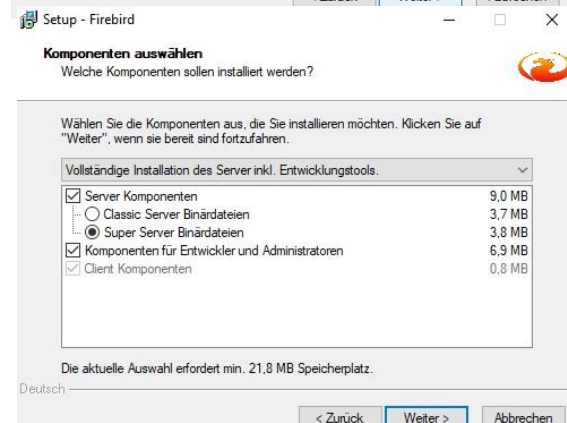 < Zurück Weiter > Abbrechen
Setup - Firebird
Komponenten auswählen
Welche Komponenten sollen installiert werden?
Wählen Sie die Komponenten aus, die Sie installieren möchten. Klicken Sie auf
"Weiter", wenn sie bereit sind fortzufahren.
Vollständige Installation des Server inkl. Entwicklungstools.
Server Komponenten 9,0 MB
Classic Server Binärdateien 3,7 MB
Super Server Binärdateien 3,8 MB
Komponenten für Entwickler und Administratoren 6,9 MB
Client Komponenten 0,8 MB
Die aktuelle Auswahl erfordert min. 21,8 MB Speicherplatz.
Deutsch
< Zurück Weiter > Abbrechen